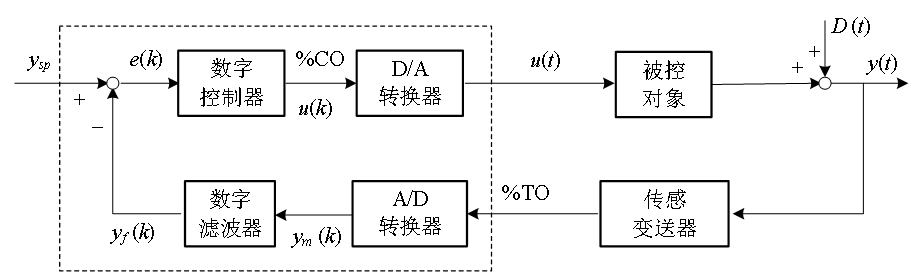 D(t)
y_sp
e(k)
数字
控制器
%CO
u(k)
D/A
转换器
u(t)
被控
对象
y(t)
+
−
+
+
y_f(k)
数字
滤波器
y_m(k)
A/D
转换器
%TO
传感
变送器